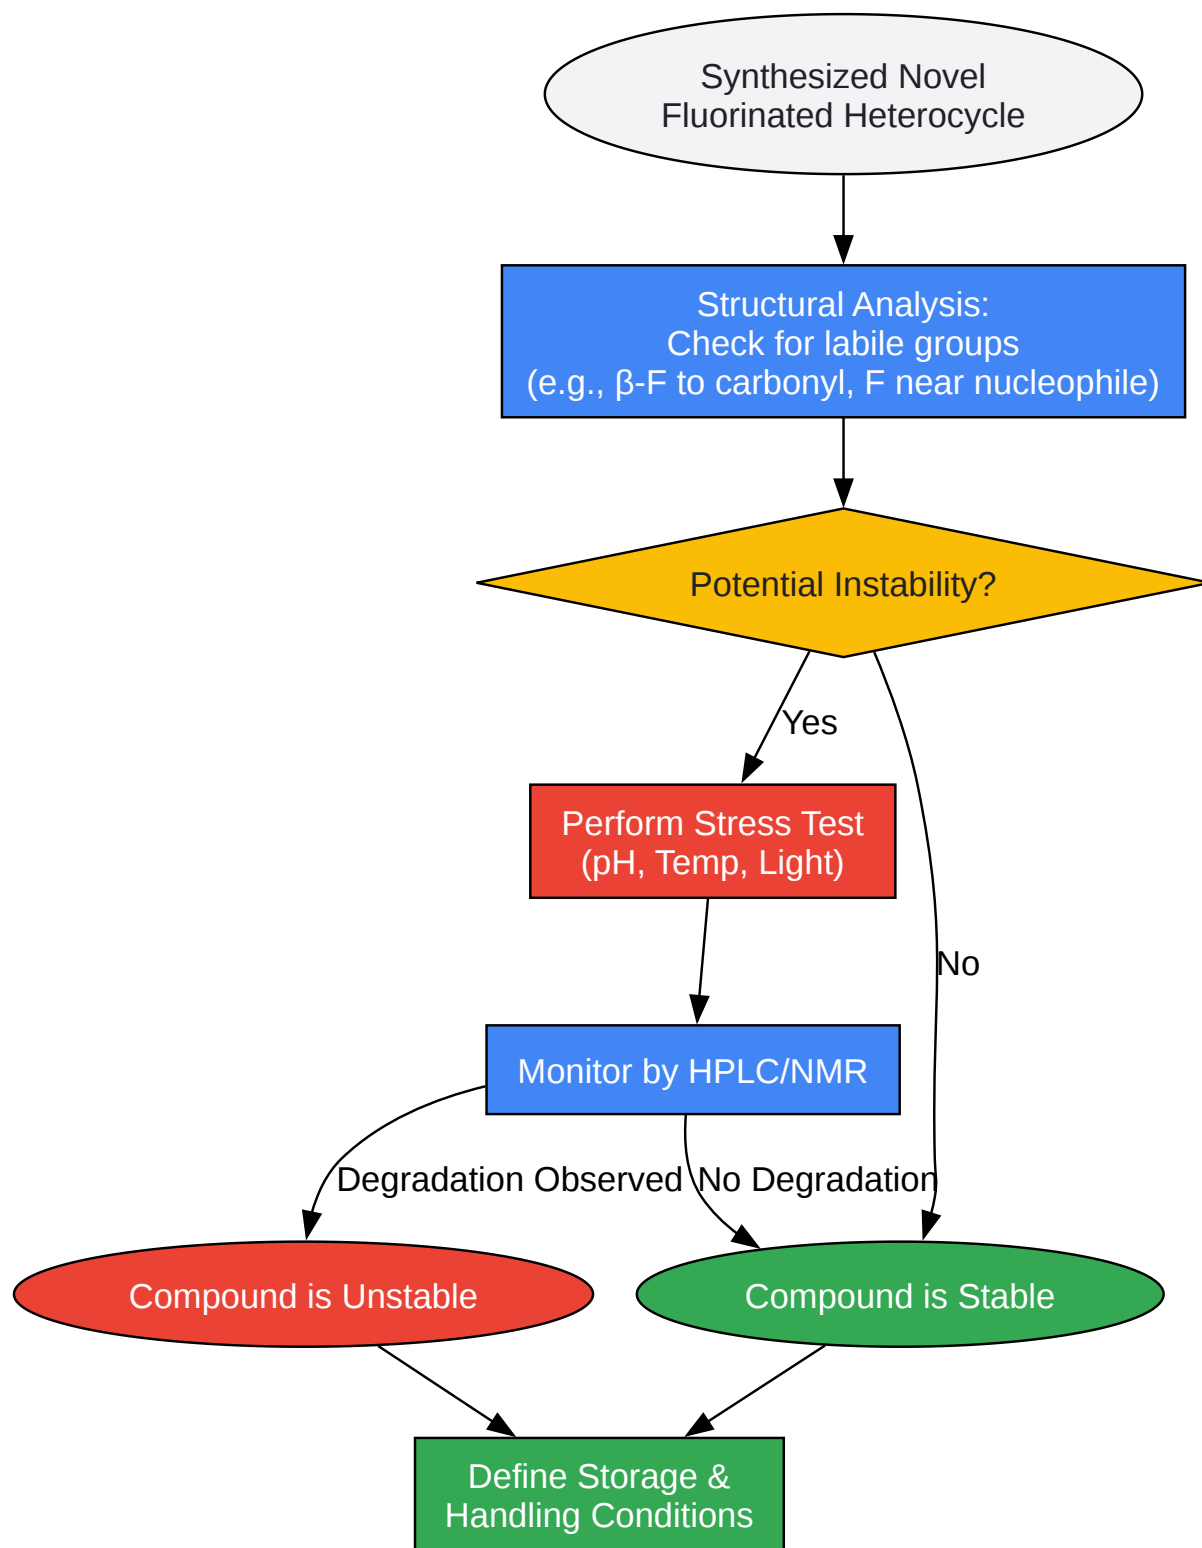 Synthesized Novel
Fluorinated Heterocycle
Structural Analysis:
Check for labile groups
(e.g., β-F to carbonyl, F near nucleophile)
Potential Instability?
Yes
Perform Stress Test
(pH, Temp, Light)
No
Monitor by HPLC/NMR
Degradation Observed
No Degradation
Compound is Unstable
Compound is Stable
Define Storage &
Handling Conditions